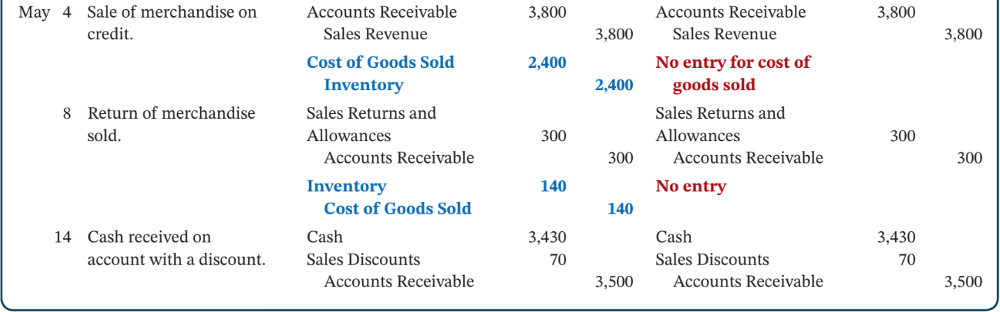 May 4 Sale of merchandise on Accounts Receivable 3,800 Accounts Receivable 3,800
credit. Sales Revenue 3,800 Sales Revenue 3,800
Cost of Goods Sold 2,400 No entry for cost of
Inventory 2,400 goods sold
8 Return of merchandise Sales Returns and Sales Returns and
sold. Allowances 300 Allowances 300
Accounts Receivable 300 Accounts Receivable 300
Inventory 140 No entry
Cost of Goods Sold 140
14 Cash received on Cash 3,430 Cash 3,430
account with a discount. Sales Discounts 70 Sales Discounts 70
Accounts Receivable 3,500 Accounts Receivable 3,500